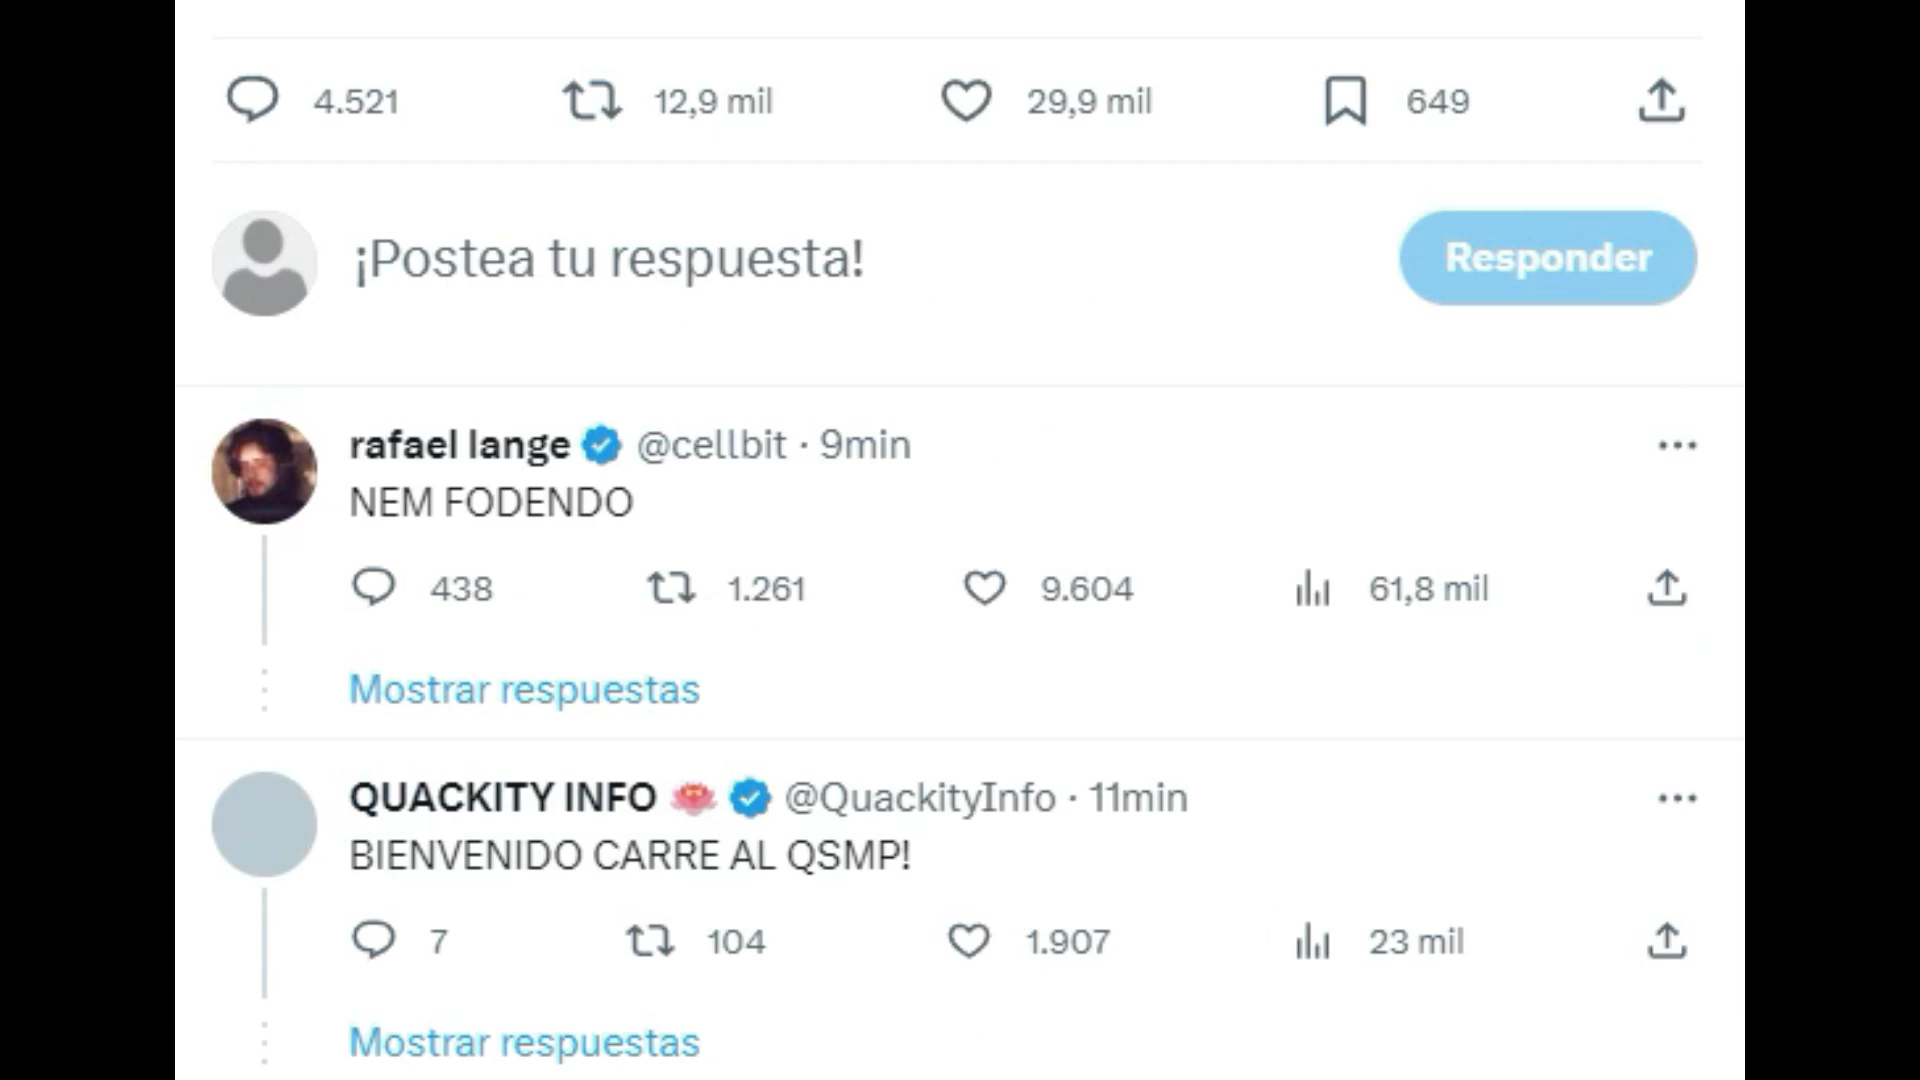 4.521 12,9 mil 29,9 mil 649
¡Postea tu respuesta! Responder
rafael lange @cellbit · 9min
NEM FODENDO
438 1.261 9.604 61,8 mil
Mostrar respuestas
QUACKITY INFO @QuackityInfo · 11min
BIENVENIDO CARRE AL QSMP!
7 104 1.907 23 mil
Mostrar respuestas